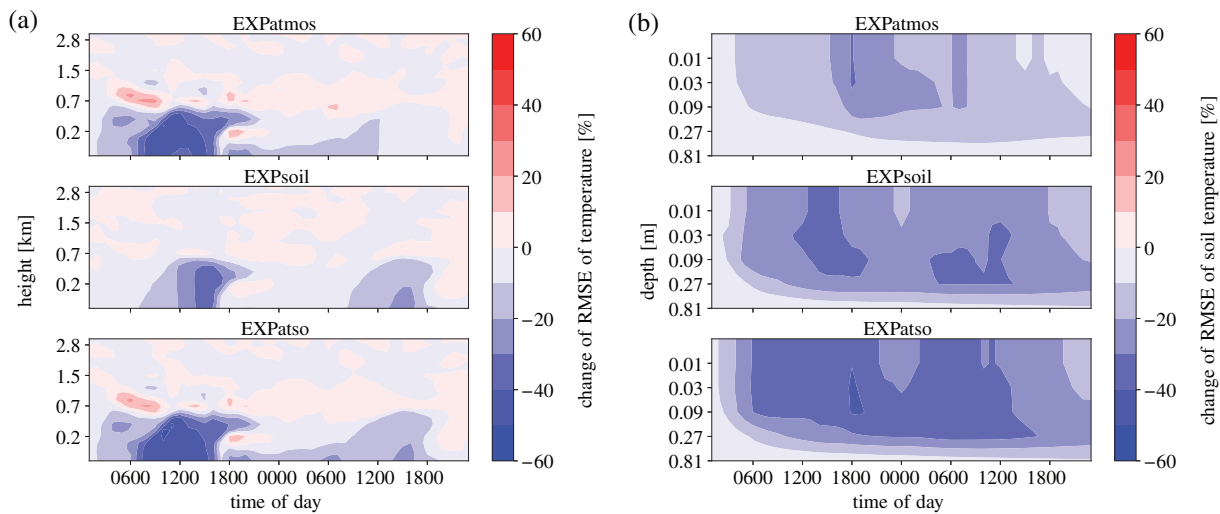 (a)
EXPatmos
2.8
1.5
0.7
0.2
EXPsoil
2.8
1.5
0.7
0.2
EXPatso
2.8
1.5
0.7
0.2
height [km]
0600 1200 1800 0000 0600 1200 1800
time of day
60
40
20
0
−20
−40
−60
change of RMSE of temperature [%]
(b)
EXPatmos
0.01
0.03
0.09
0.27
0.81
EXPsoil
0.01
0.03
0.09
0.27
0.81
EXPatso
0.01
0.03
0.09
0.27
0.81
depth [m]
0600 1200 1800 0000 0600 1200 1800
time of day
60
40
20
0
−20
−40
−60
change of RMSE of soil temperature [%]